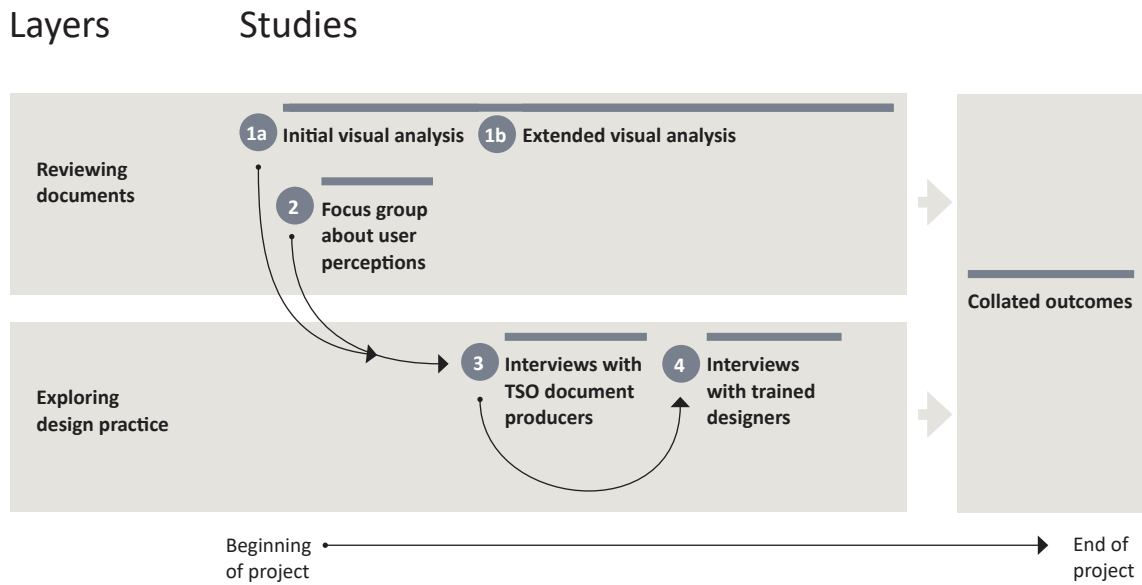 Layers
Studies
1a
Initial visual analysis
1b
Extended visual analysis
Reviewing
documents
2
Focus group
about user
perceptions
Collated outcomes
Exploring
design practice
3
Interviews with
TSO document
producers
4
Interviews
with trained
designers
Beginning
of project
End of
project